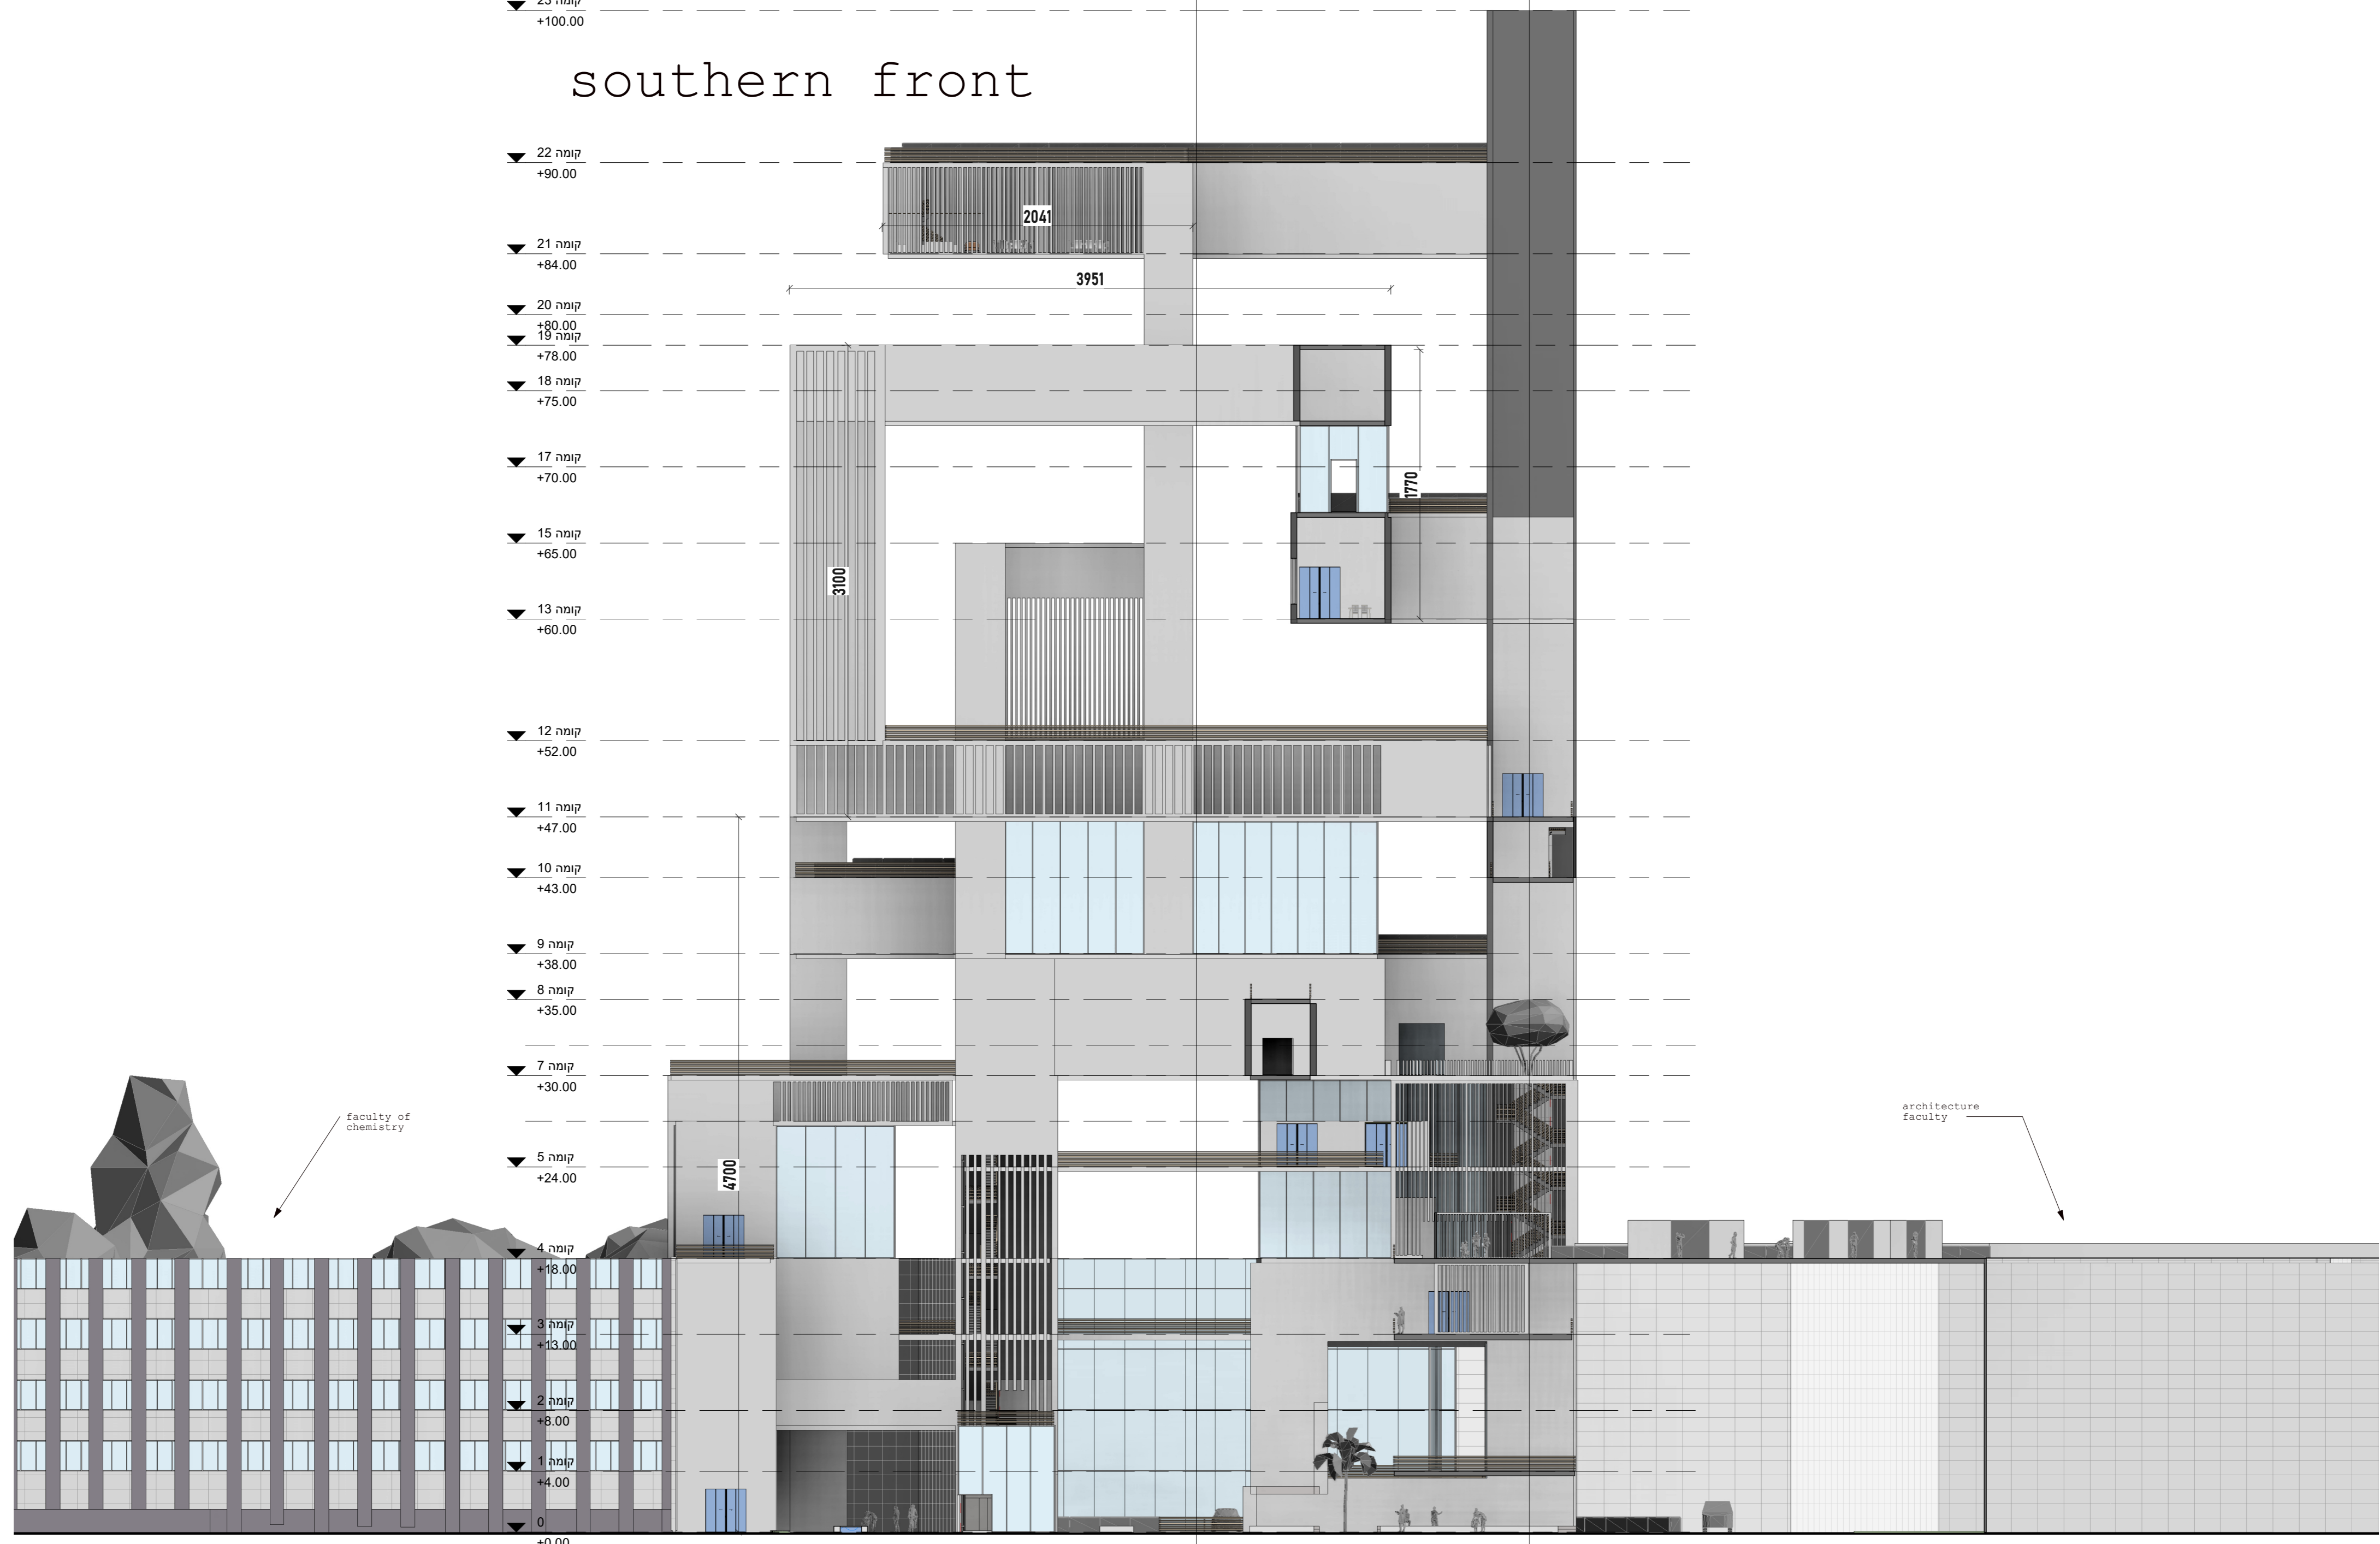 קומה 23
+100.00
southern front
קומה 22
+90.00
2041
קומה 21
+84.00
3951
קומה 20
+80.00
קומה 19
+78.00
קומה 18
+75.00
קומה 17
+70.00
1770
קומה 15
+65.00
3100
קומה 13
+60.00
קומה 12
+52.00
קומה 11
+47.00
קומה 10
+43.00
קומה 9
+38.00
קומה 8
+35.00
קומה 7
+30.00
faculty of
chemistry
architecture
faculty
קומה 5
+24.00
4700
קומה 4
+18.00
קומה 3
+13.00
קומה 2
+8.00
קומה 1
+4.00
0
+0.00